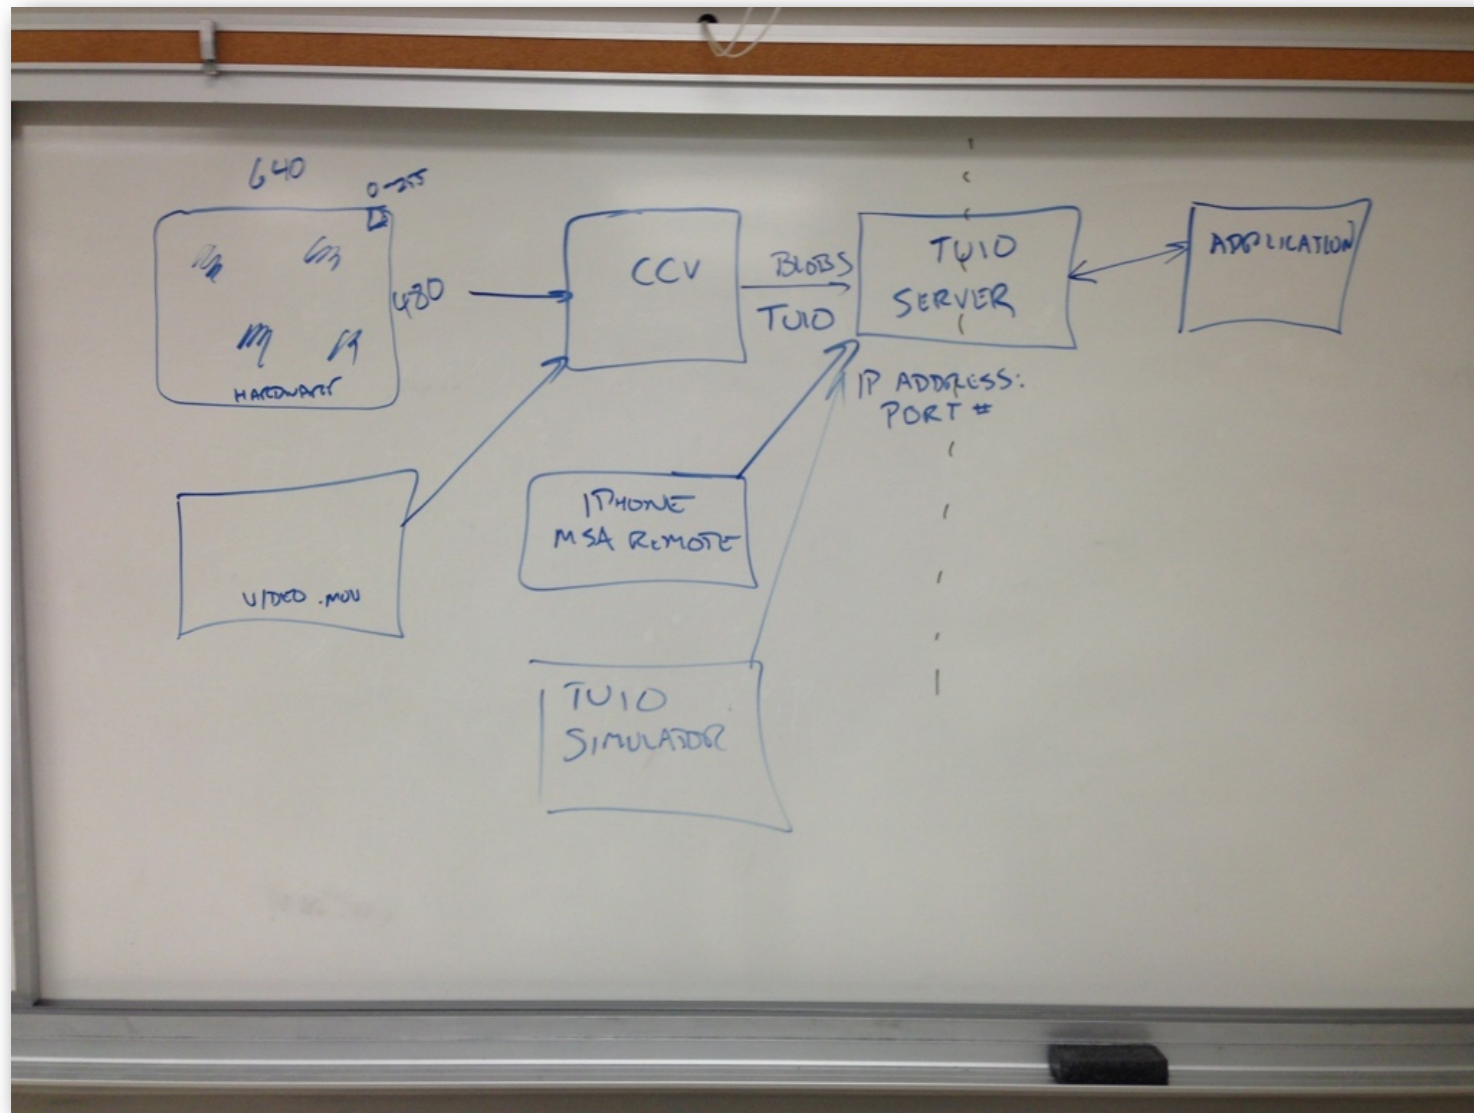 640
0-255
480
HARDWARE
VIDEO .MOV
CCV
BLOBS
TUIO
TUIO
SERVER
IP ADDRESS:
PORT #
APPLICATION
IPHONE
MSA REMOTE
TUIO
SIMULATOR